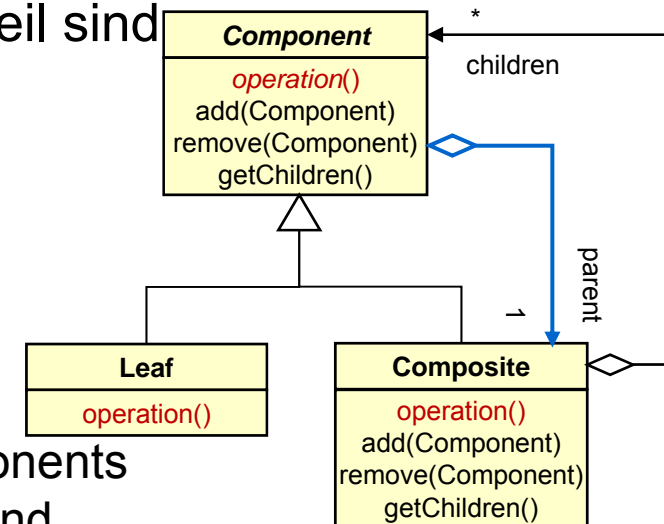 eil sind
Component
operation()
add(Component)
remove(Component)
getChildren()
*
children
parent
1
Leaf
operation()
Composite
operation()
add(Component)
remove(Component)
getChildren()
onents
nd